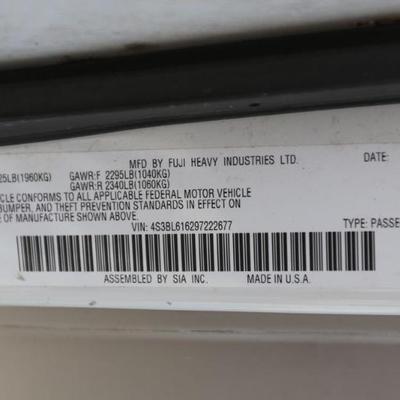 MFD BY FUJI HEAVY INDUSTRIES LTD. DATE:
25LB(1960KG) GAWR:F 2295LB(1040KG)
GAWR:R 2340LB(1060KG)
ICLE CONFORMS TO ALL APPLICABLE FEDERAL MOTOR VEHICLE
BUMPER, AND THEFT PREVENTION STANDARDS IN EFFECT
E OF MANUFACTURE SHOWN ABOVE.
VIN: 4S3BL616297222677 TYPE: PASSE
ASSEMBLED BY SIA INC. MADE IN U.S.A.